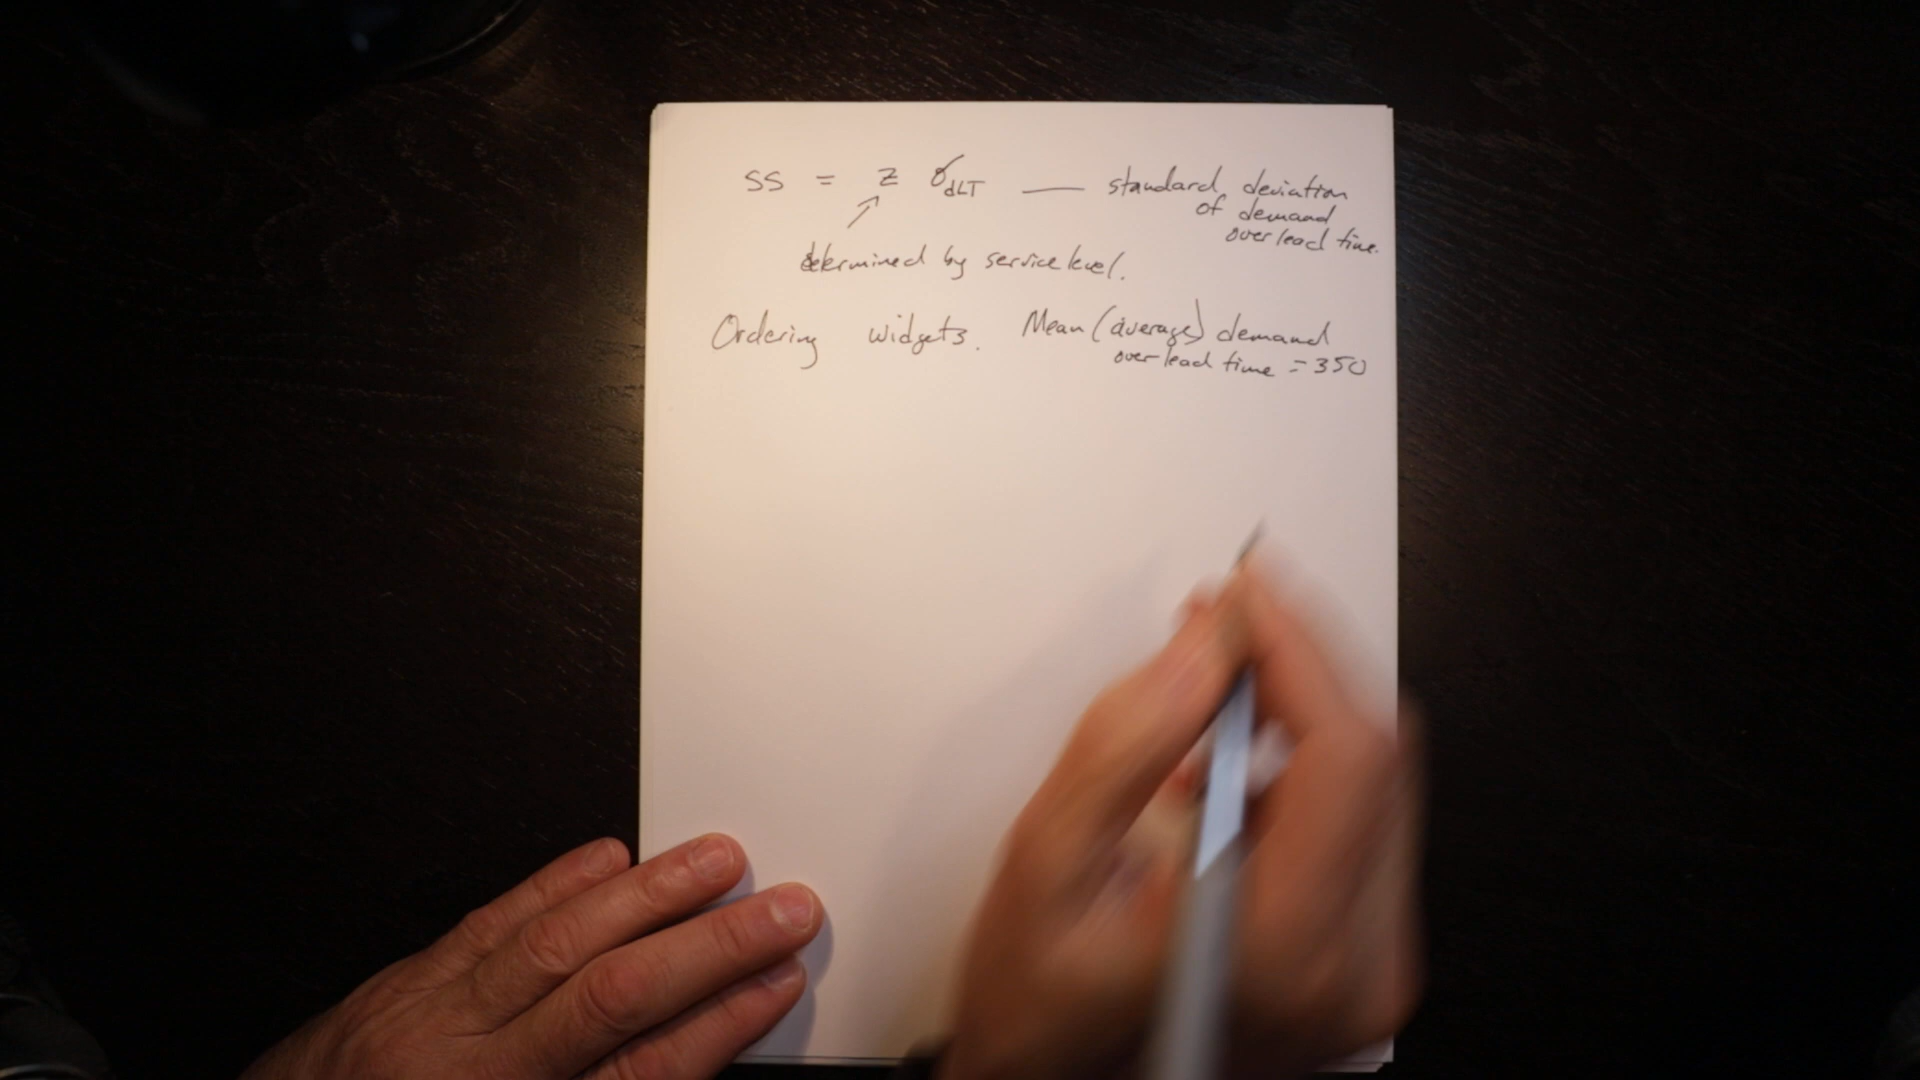 SS = Z σdLT — standard deviation
of demand
over lead time.
determined by service level.
Ordering widgets. Mean (average) demand
over lead time = 350